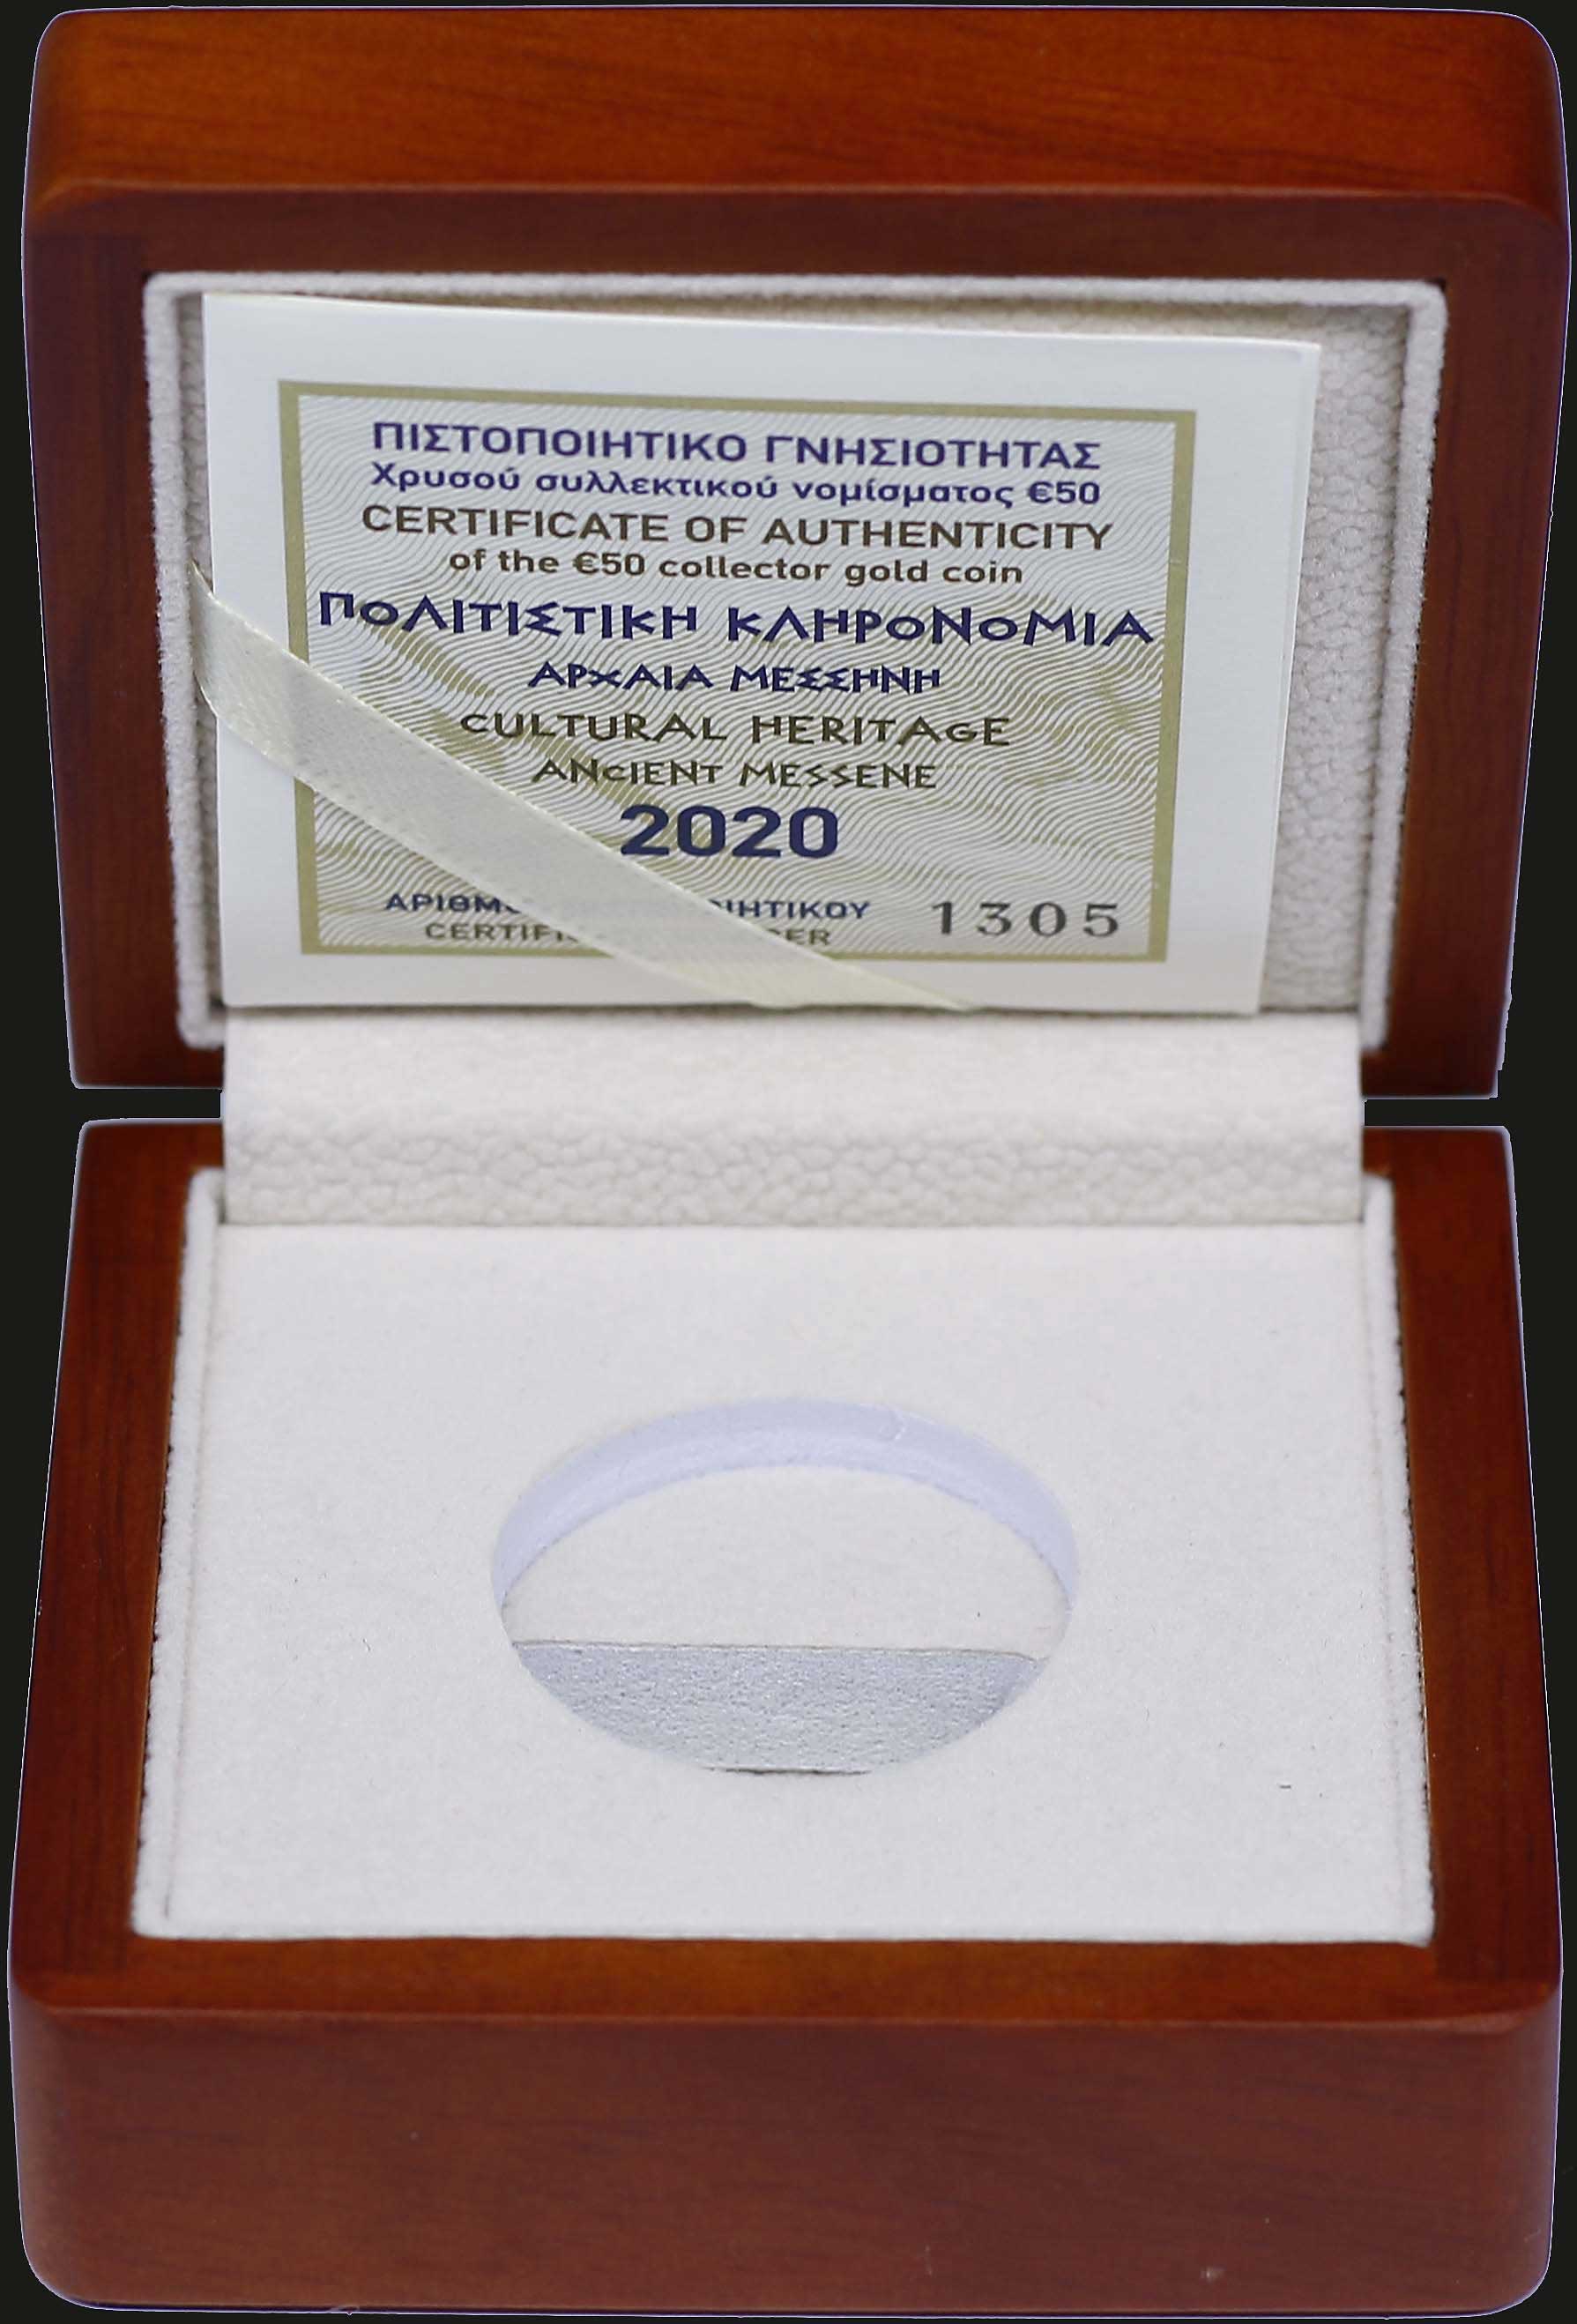 ΠΙΣΤΟΠΟΙΗΤΙΚΟ ΓΝΗΣΙΟΤΗΤΑΣ
Χρυσού συλλεκτικού νομίσματος €50
CERTIFICATE OF AUTHENTICITY
of the €50 collector gold coin
ΠΟΛΙΤΙΣΤΙΚΗ ΚΛΗΡΟΝΟΜΙΑ
ΑΡΧΑΙΑ ΜΕΣΣΗΝΗ
CULTURAL HERITAGE
ANCIENT MESSENE
2020
1305